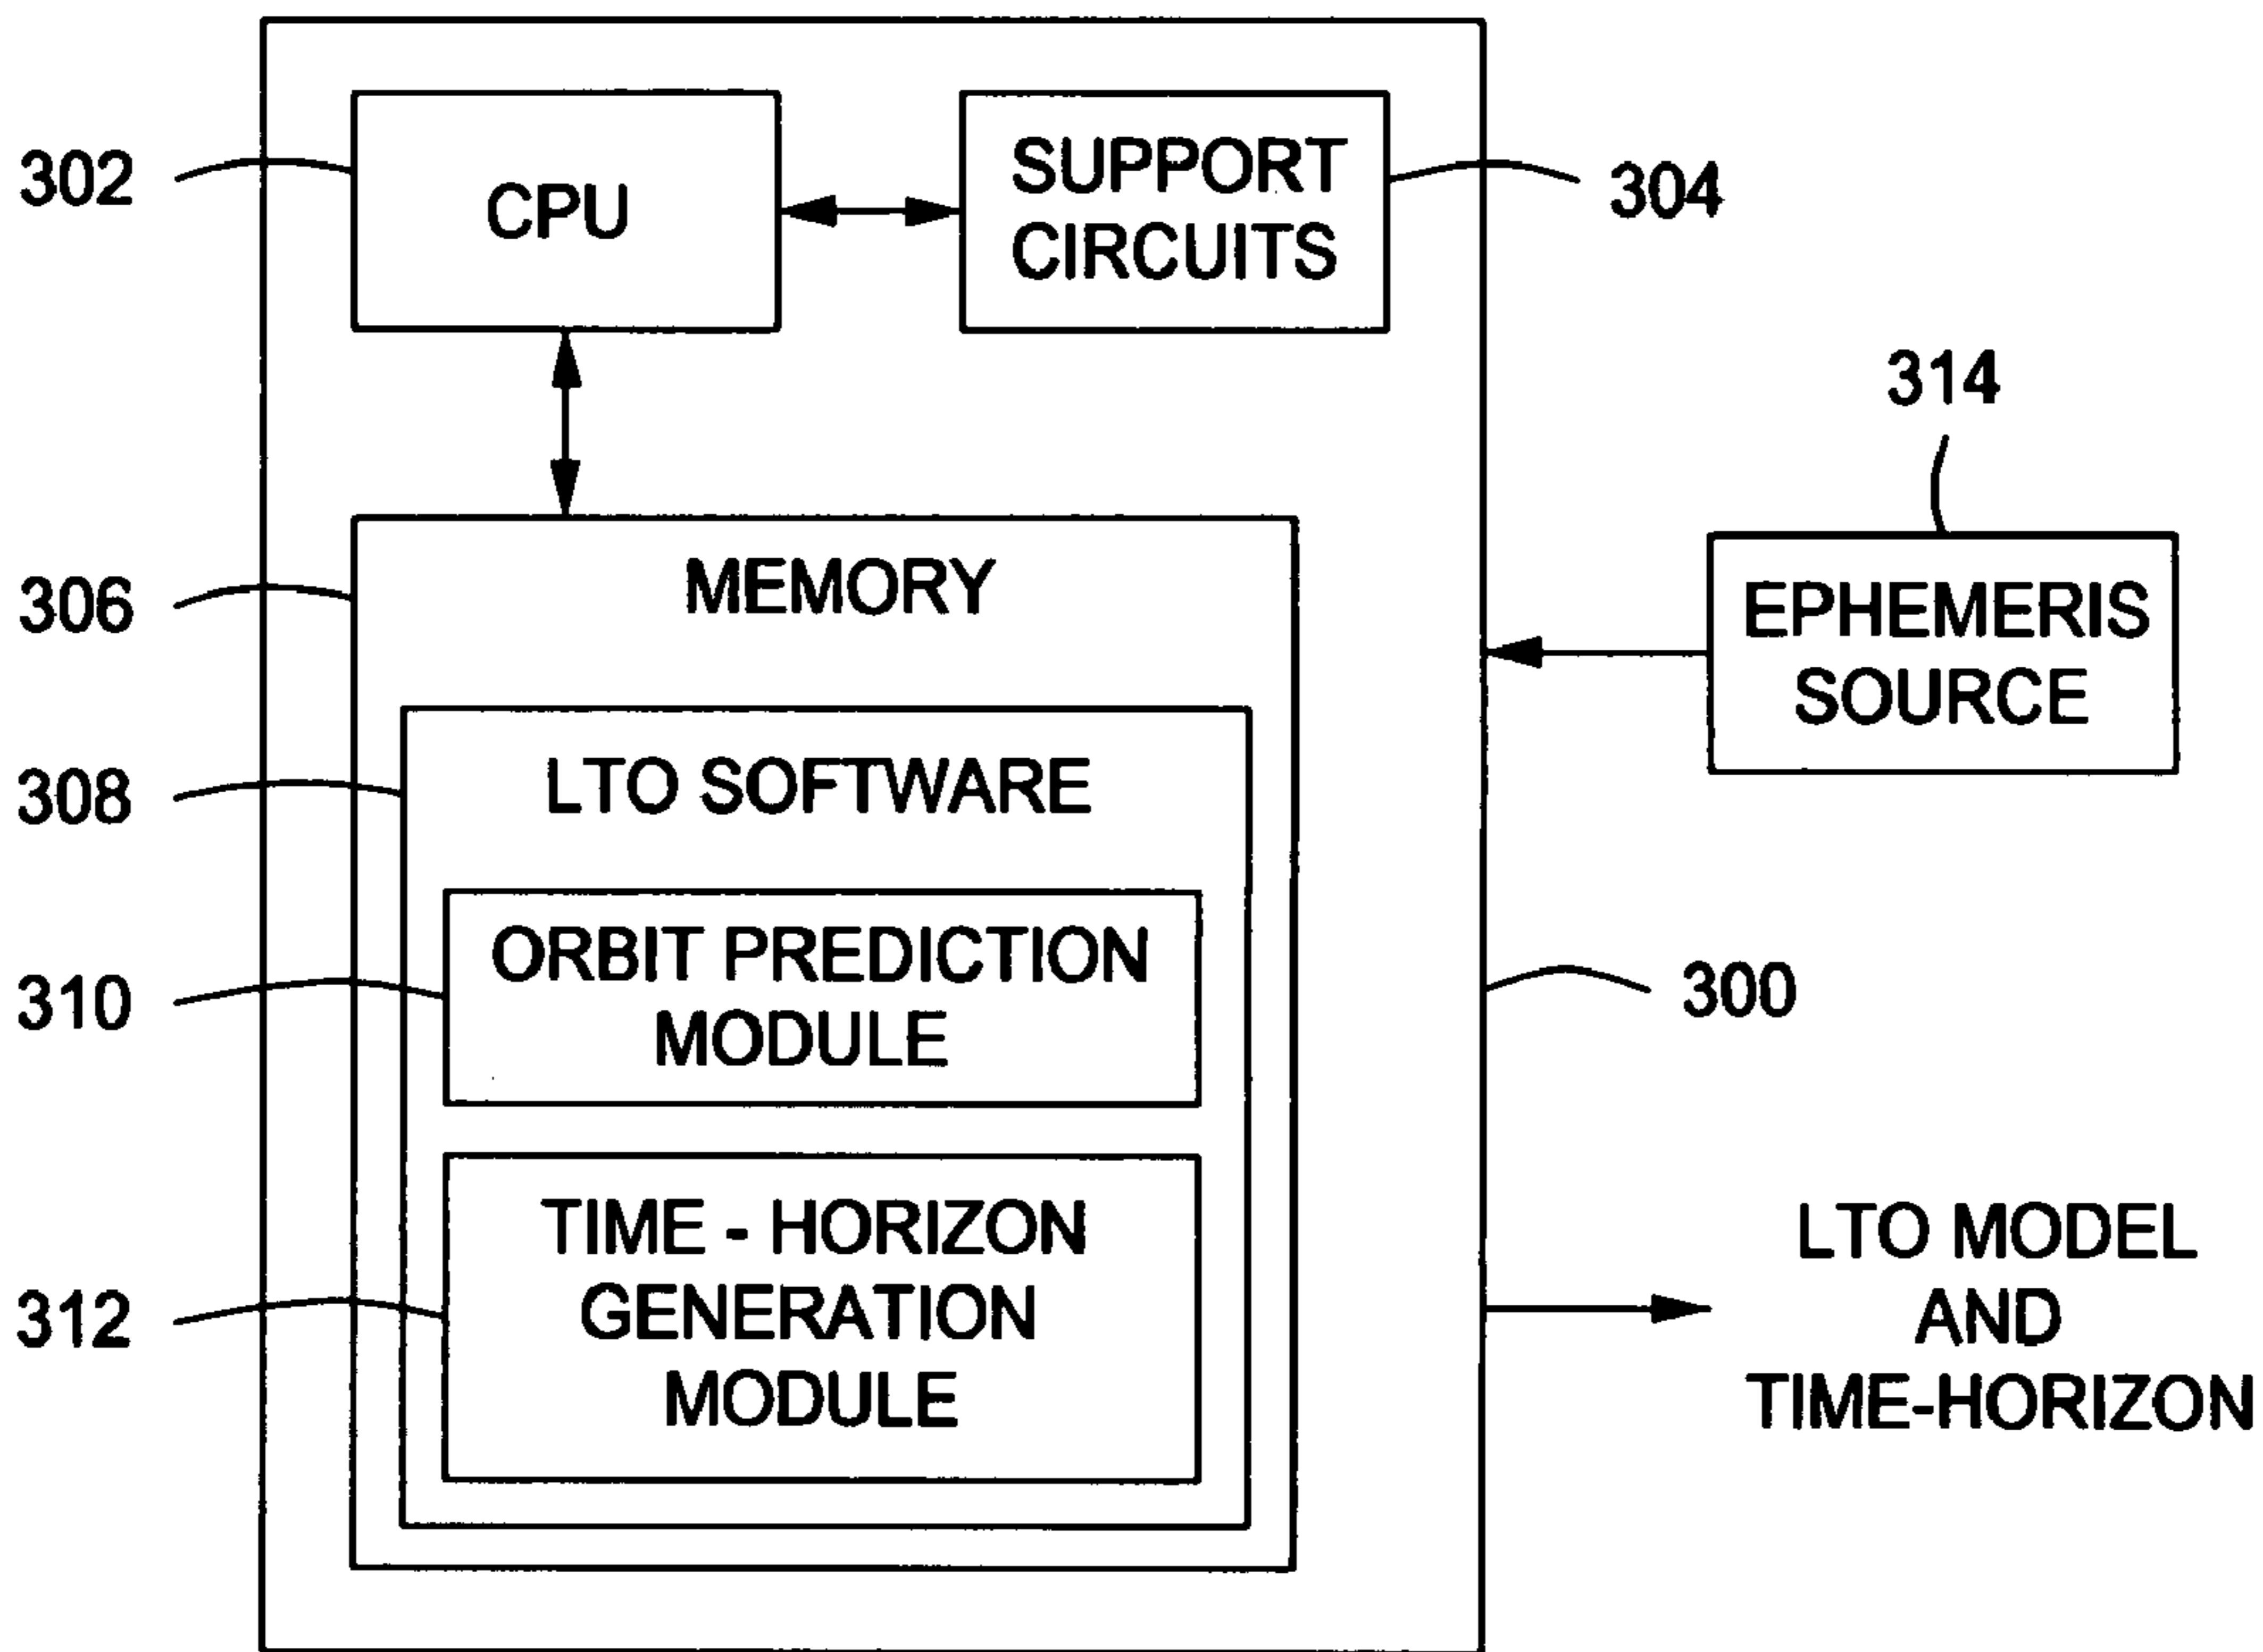 302
CPU
SUPPORT
CIRCUITS
304
314
306
MEMORY
EPHEMERIS
SOURCE
308
LTO SOFTWARE
310
ORBIT PREDICTION
MODULE
300
312
TIME - HORIZON
GENERATION
MODULE
LTO MODEL
AND
TIME-HORIZON